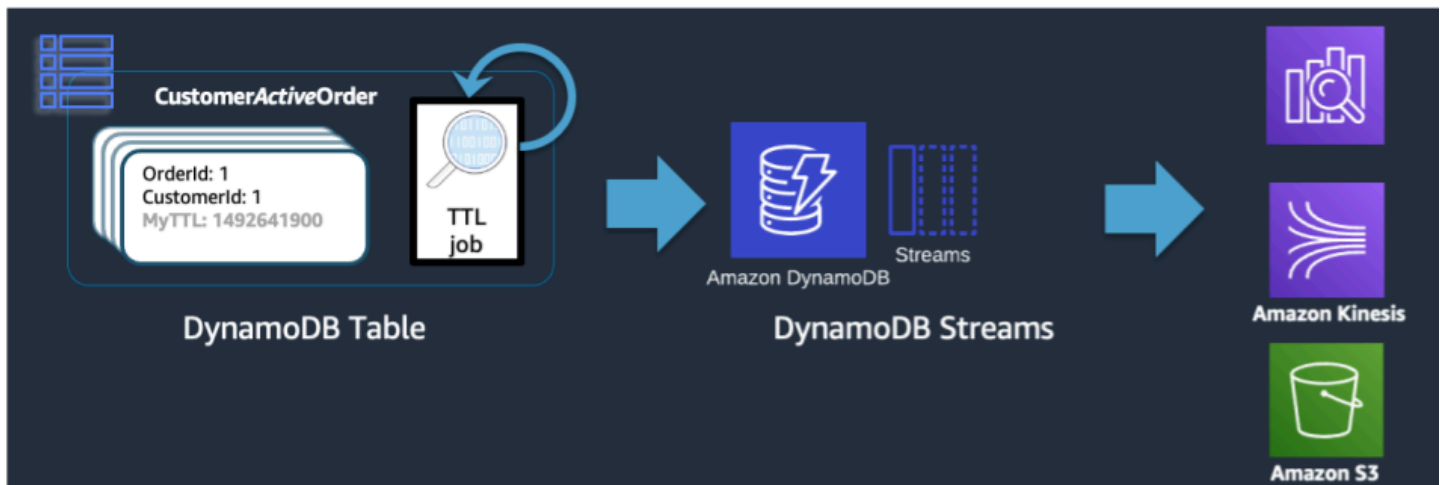 CustomerActiveOrder
OrderId: 1
CustomerId: 1
MyTTL: 1492641900
TTL
job
DynamoDB Table
Amazon DynamoDB
Streams
DynamoDB Streams
Amazon Kinesis
Amazon S3